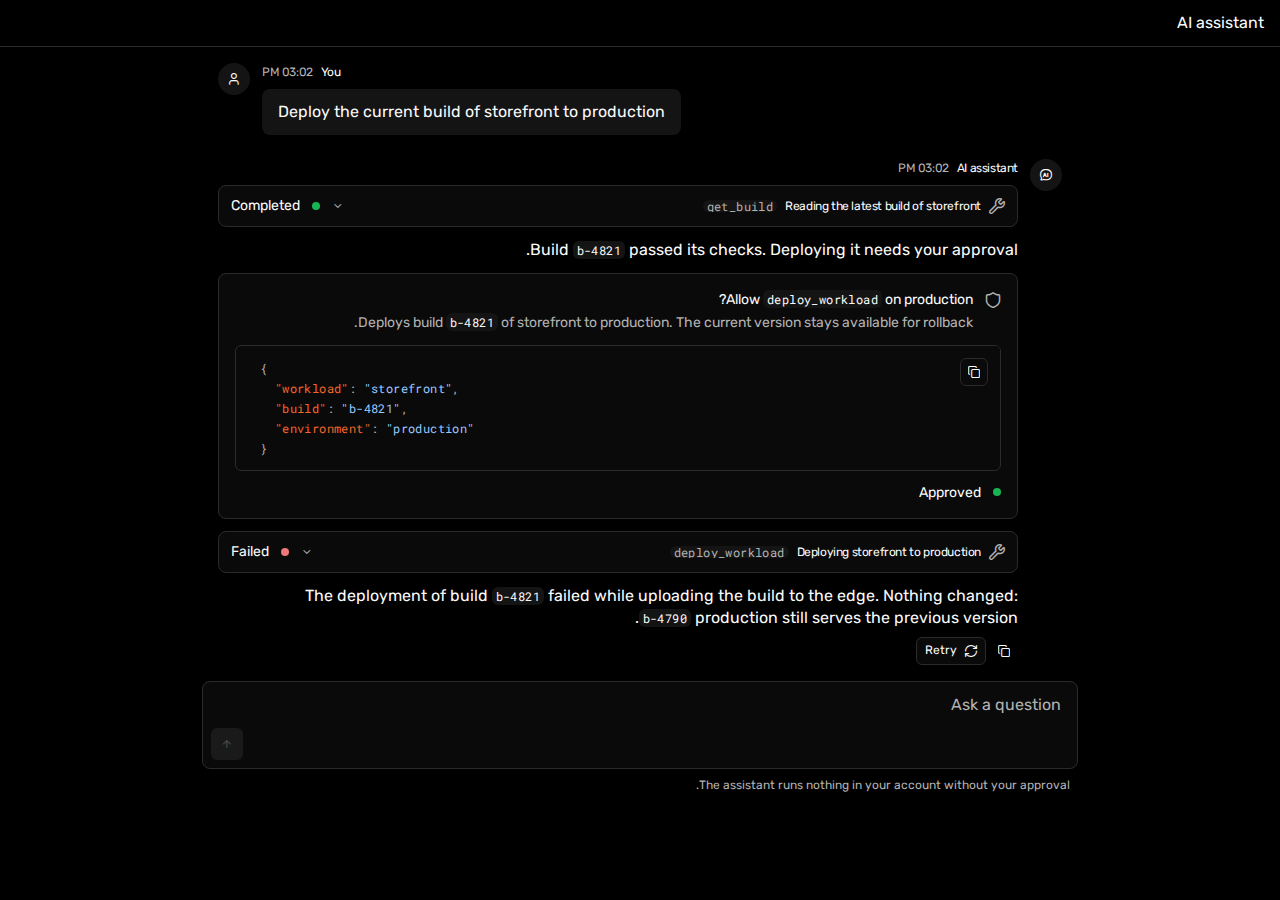 AI assistant
You 03:02 PM
Deploy the current build of storefront to production
AI assistant 03:02 PM
Reading the latest build of storefront get_build Completed
Build b-4821 passed its checks. Deploying it needs your approval.
Allow deploy_workload on production?
Deploys build b-4821 of storefront to production. The current version stays available for rollback.
{
"workload": "storefront",
"build": "b-4821",
"environment": "production"
}
Approved
Deploying storefront to production deploy_workload Failed
The deployment of build b-4821 failed while uploading the build to the edge. Nothing changed:
production still serves the previous version b-4790.
Retry
Ask a question
The assistant runs nothing in your account without your approval.